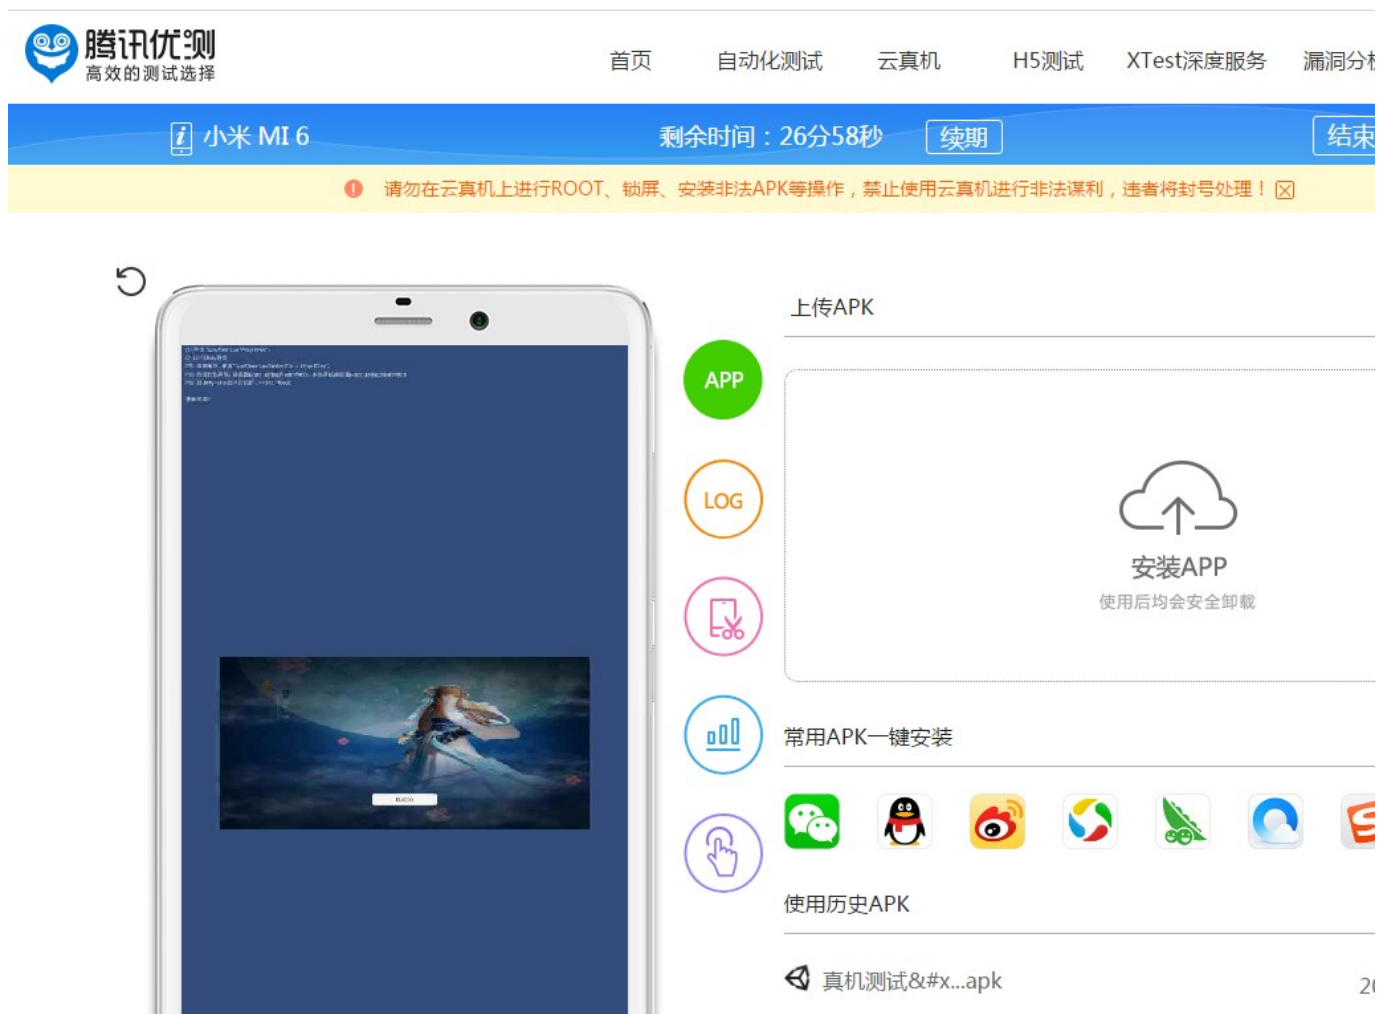 腾讯优测
高效的测试选择
首页 自动化测试 云真机 H5测试 XTest深度服务 漏洞分析
小米 MI 6 剩余时间：26分58秒 续期 结束
请勿在云真机上进行ROOT、锁屏、安装非法APK等操作，禁止使用云真机进行非法谋利，违者将封号处理！
上传APK
APP
LOG
安装APP
使用后均会安全卸载
常用APK一键安装
使用历史APK
真机测试&#x...apk